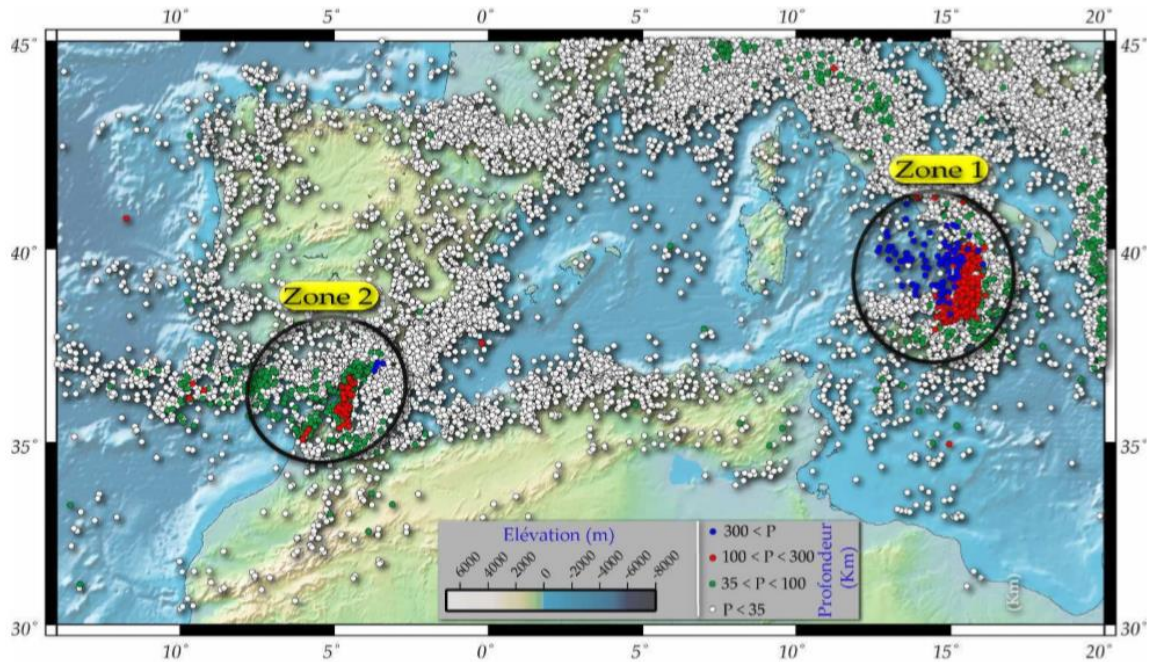 10° 5° 0° 5° 10° 15° 20°
45° 45°
Zone 1
40° 40°
Zone 2
35° 35°
Elévation (m)
6000 4000 2000 0 -2000 -4000 -6000 -8000
300 < P
100 < P < 300
35 < P < 100
P < 35
Profondeur
(Km)
(Km)
30° 30°
10° 5° 0° 5° 10° 15° 20°